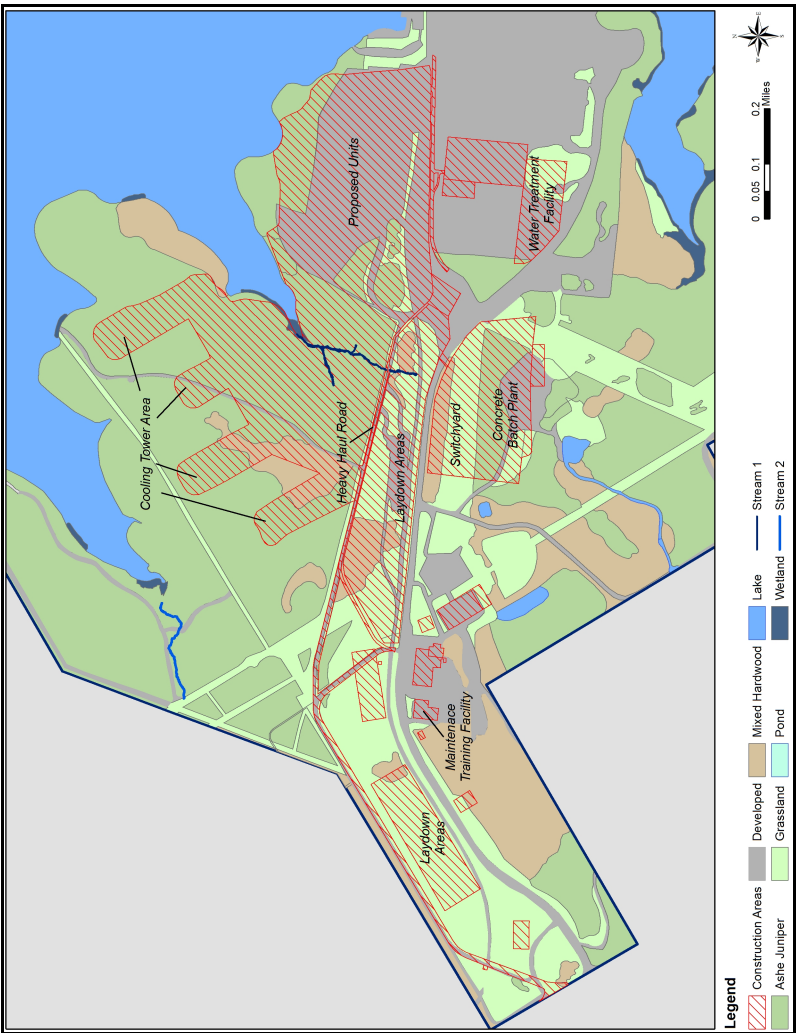 Cooling Tower Area
Proposed Units
Heavy Haul Road
Laydown Areas
Switchyard
Concrete
Batch Plant
Water Treatment
Facility
Maintenace
Training Facility
Laydown
Areas
Legend
Construction Areas
Developed
Mixed Hardwood
Lake
Stream 1
Ashe Juniper
Grassland
Pond
Wetland
Stream 2
0 0.05 0.1 0.2
Miles
N
E
S
W